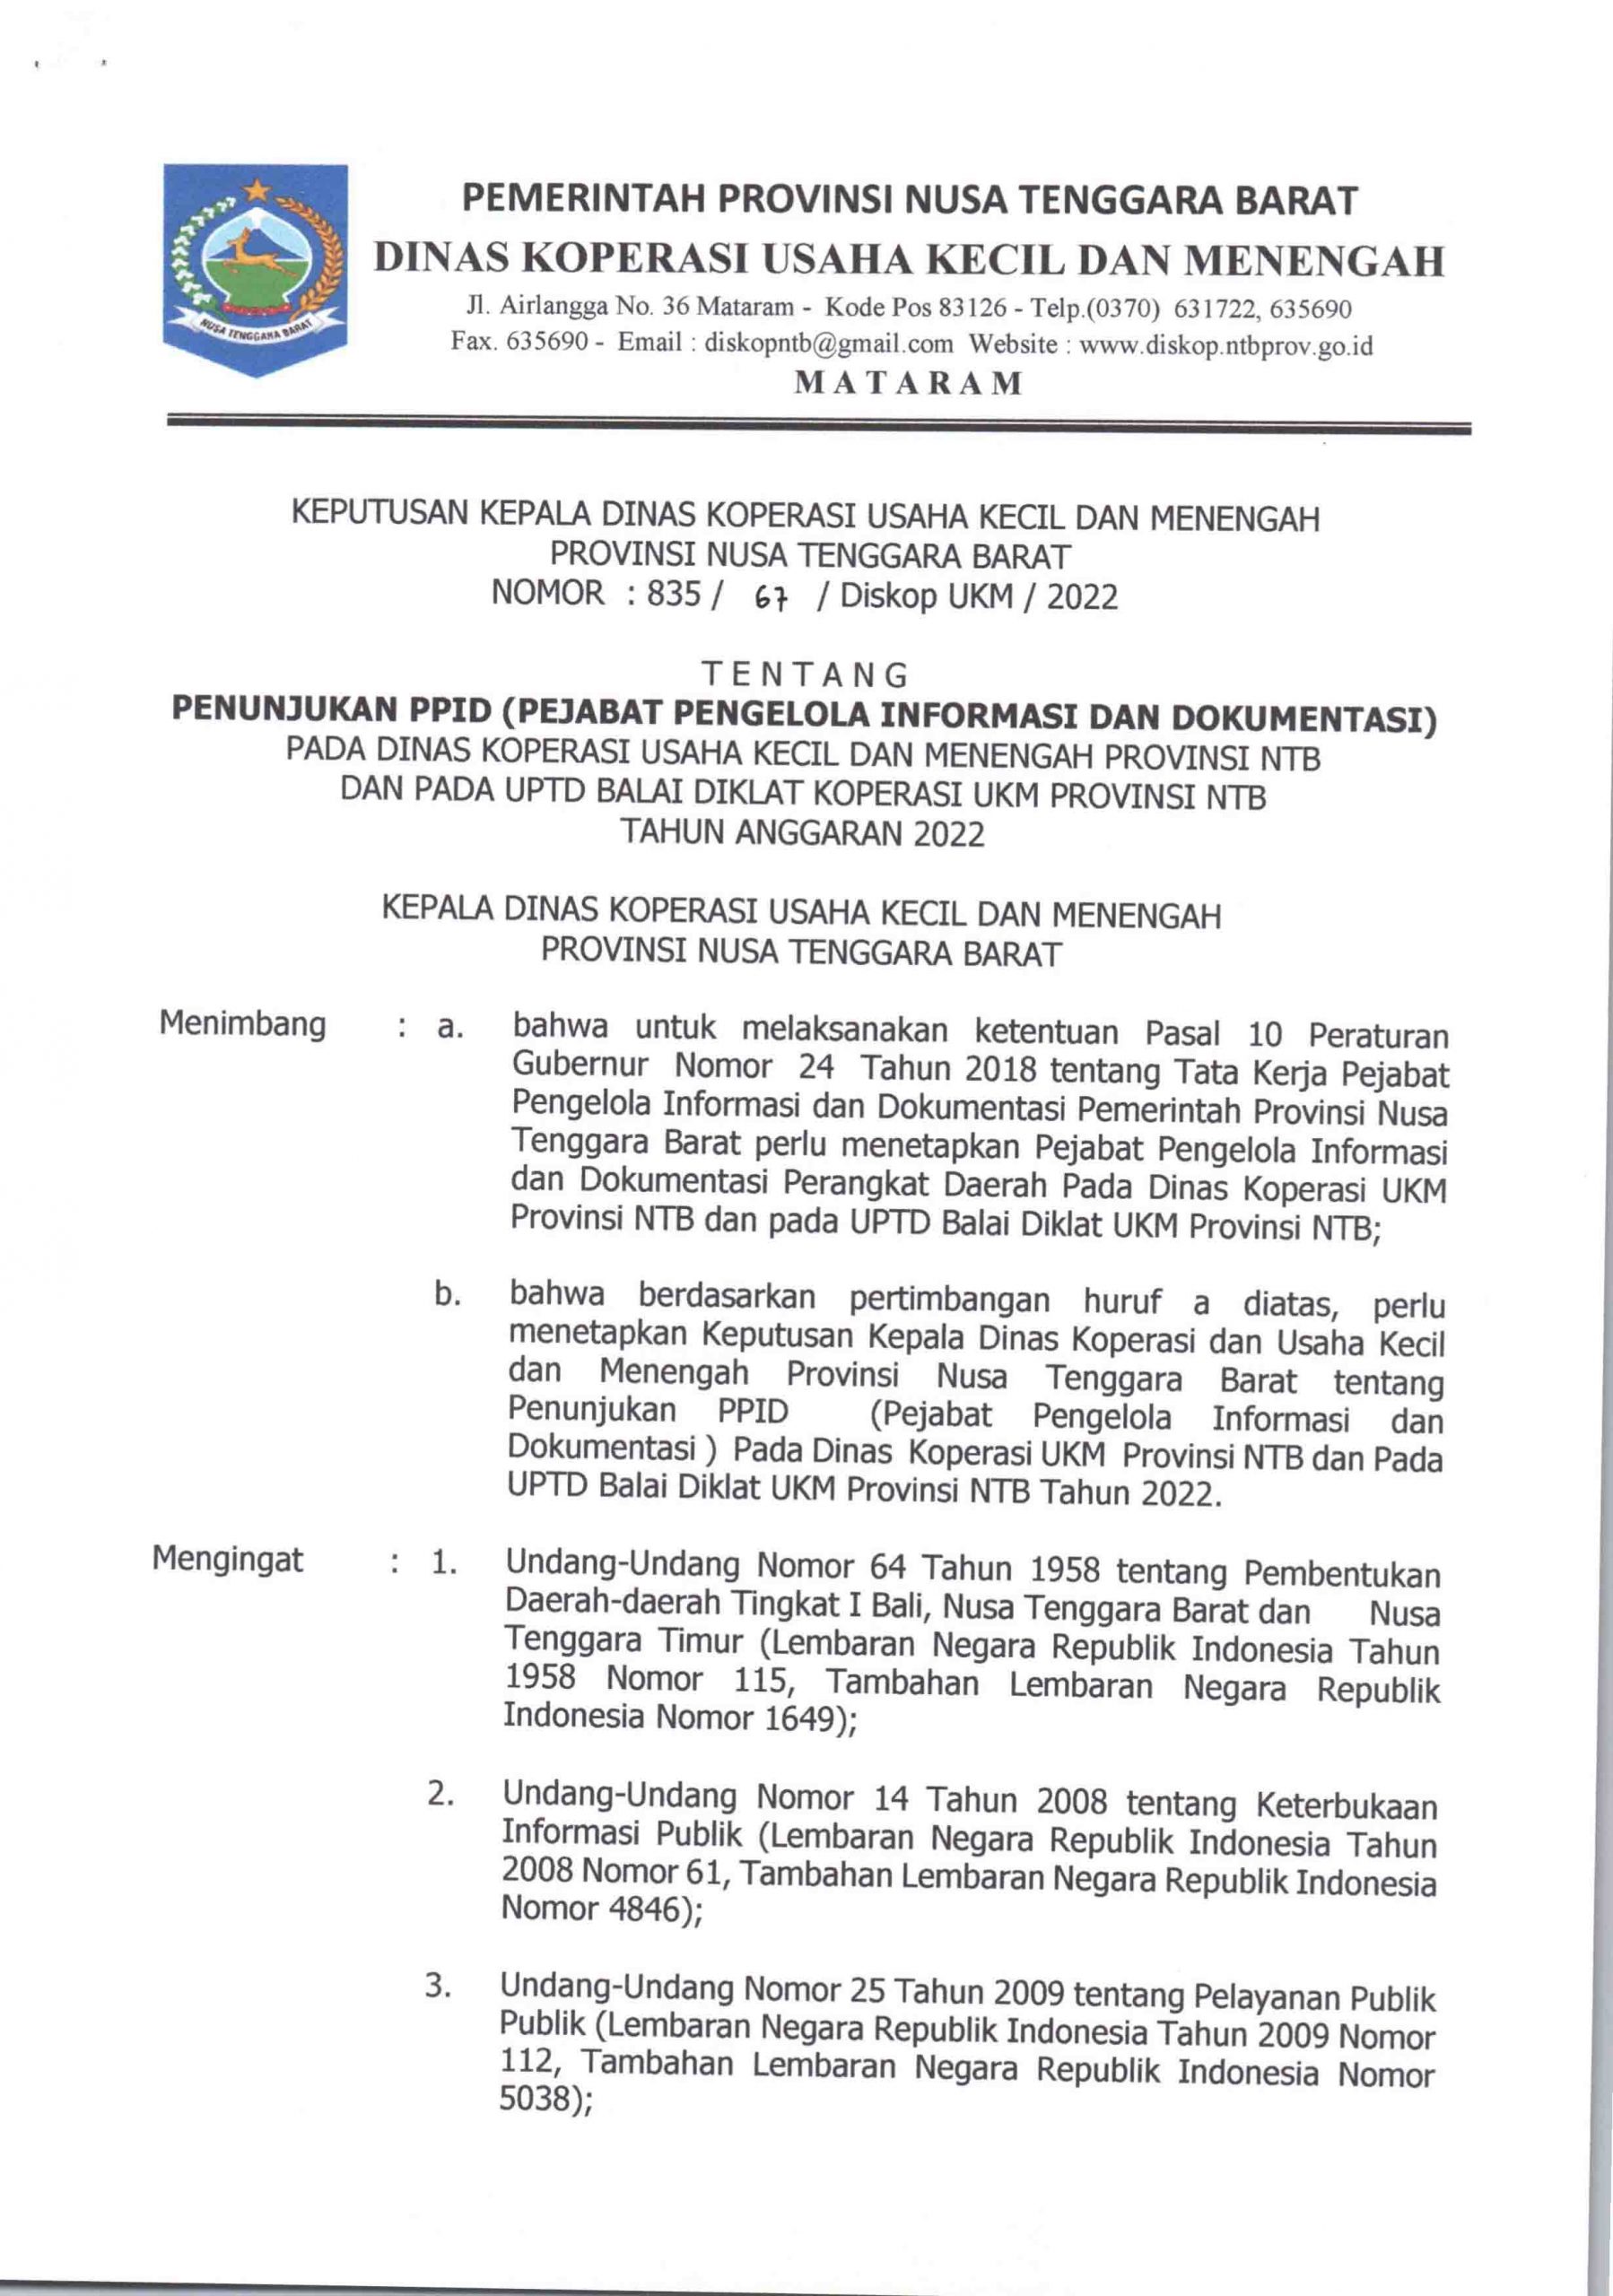 NUSA TENGGARA BARAT
PEMERINTAH PROVINSI NUSA TENGGARA BARAT
DINAS KOPERASI USAHA KECIL DAN MENENGAH
Jl. Airlangga No. 36 Mataram - Kode Pos 83126 - Telp.(0370) 631722, 635690
Fax. 635690 - Email : diskopntb@gmail.com Website : www.diskop.ntbprov.go.id
M A T A R A M
KEPUTUSAN KEPALA DINAS KOPERASI USAHA KECIL DAN MENENGAH
PROVINSI NUSA TENGGARA BARAT
NOMOR : 835 / 67 / Diskop UKM / 2022
T E N T A N G
PENUNJUKAN PPID (PEJABAT PENGELOLA INFORMASI DAN DOKUMENTASI)
PADA DINAS KOPERASI USAHA KECIL DAN MENENGAH PROVINSI NTB
DAN PADA UPTD BALAI DIKLAT KOPERASI UKM PROVINSI NTB
TAHUN ANGGARAN 2022
KEPALA DINAS KOPERASI USAHA KECIL DAN MENENGAH
PROVINSI NUSA TENGGARA BARAT
Menimbang : a. bahwa untuk melaksanakan ketentuan Pasal 10 Peraturan
Gubernur Nomor 24 Tahun 2018 tentang Tata Kerja Pejabat
Pengelola Informasi dan Dokumentasi Pemerintah Provinsi Nusa
Tenggara Barat perlu menetapkan Pejabat Pengelola Informasi
dan Dokumentasi Perangkat Daerah Pada Dinas Koperasi UKM
Provinsi NTB dan pada UPTD Balai Diklat UKM Provinsi NTB;
b. bahwa berdasarkan pertimbangan huruf a diatas, perlu
menetapkan Keputusan Kepala Dinas Koperasi dan Usaha Kecil
dan Menengah Provinsi Nusa Tenggara Barat tentang
Penunjukan PPID (Pejabat Pengelola Informasi dan
Dokumentasi ) Pada Dinas Koperasi UKM Provinsi NTB dan Pada
UPTD Balai Diklat UKM Provinsi NTB Tahun 2022.
Mengingat : 1. Undang-Undang Nomor 64 Tahun 1958 tentang Pembentukan
Daerah-daerah Tingkat I Bali, Nusa Tenggara Barat dan Nusa
Tenggara Timur (Lembaran Negara Republik Indonesia Tahun
1958 Nomor 115, Tambahan Lembaran Negara Republik
Indonesia Nomor 1649);
2. Undang-Undang Nomor 14 Tahun 2008 tentang Keterbukaan
Informasi Publik (Lembaran Negara Republik Indonesia Tahun
2008 Nomor 61, Tambahan Lembaran Negara Republik Indonesia
Nomor 4846);
3. Undang-Undang Nomor 25 Tahun 2009 tentang Pelayanan Publik
Publik (Lembaran Negara Republik Indonesia Tahun 2009 Nomor
112, Tambahan Lembaran Negara Republik Indonesia Nomor
5038);